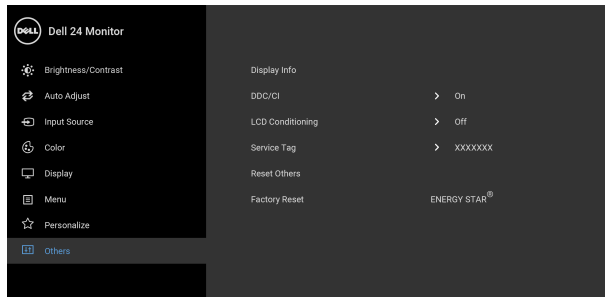 DELL Dell 24 Monitor
Brightness/Contrast
Auto Adjust
Input Source
Color
Display
Menu
Personalize
Others
Display Info
DDC/CI > On
LCD Conditioning > Off
Service Tag > XXXXXXX
Reset Others
Factory Reset ENERGY STAR®